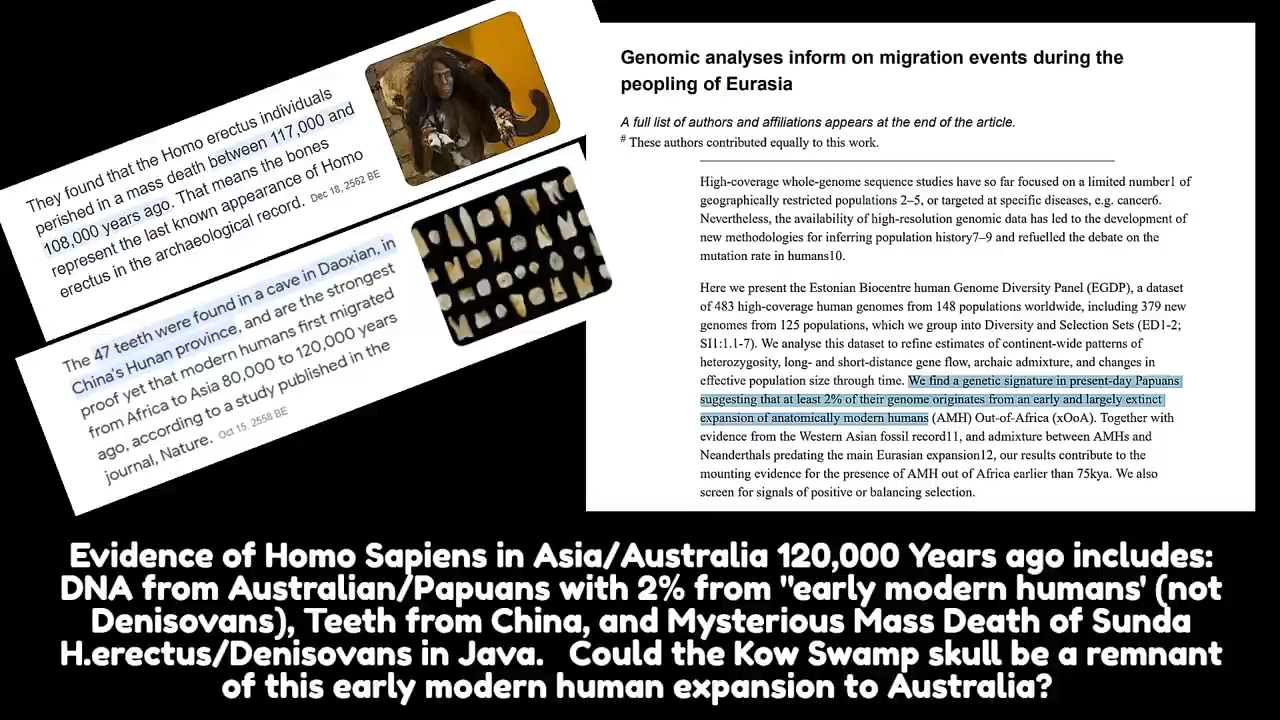 They found that the Homo erectus individuals
perished in a mass death between 117,000 and
108,000 years ago. That means the bones
represent the last known appearance of Homo
erectus in the archaeological record. Dec 18, 2562 BE
The 47 teeth were found in a cave in Daoxian, in
China's Hunan province, and are the strongest
proof yet that modern humans first migrated
from Africa to Asia 80,000 to 120,000 years
ago, according to a study published in the
journal, Nature. Oct 15, 2558 BE
Genomic analyses inform on migration events during the
peopling of Eurasia
A full list of authors and affiliations appears at the end of the article.
# These authors contributed equally to this work.
High-coverage whole-genome sequence studies have so far focused on a limited number1 of
geographically restricted populations 2–5, or targeted at specific diseases, e.g. cancer6.
Nevertheless, the availability of high-resolution genomic data has led to the development of
new methodologies for inferring population history7–9 and refuelled the debate on the
mutation rate in humans10.
Here we present the Estonian Biocentre human Genome Diversity Panel (EGDP), a dataset
of 483 high-coverage human genomes from 148 populations worldwide, including 379 new
genomes from 125 populations, which we group into Diversity and Selection Sets (ED1-2;
SI1:1.1-7). We analyse this dataset to refine estimates of continent-wide patterns of
heterozygosity, long- and short-distance gene flow, archaic admixture, and changes in
effective population size through time. We find a genetic signature in present-day Papuans
suggesting that at least 2% of their genome originates from an early and largely extinct
expansion of anatomically modern humans (AMH) Out-of-Africa (xOoA). Together with
evidence from the Western Asian fossil record11, and admixture between AMHs and
Neanderthals predating the main Eurasian expansion12, our results contribute to the
mounting evidence for the presence of AMH out of Africa earlier than 75kya. We also
screen for signals of positive or balancing selection.
Evidence of Homo Sapiens in Asia/Australia 120,000 Years ago includes:
DNA from Australian/Papuans with 2% from "early modern humans' (not
Denisovans), Teeth from China, and Mysterious Mass Death of Sunda
H.erectus/Denisovans in Java. Could the Kow Swamp skull be a remnant
of this early modern human expansion to Australia?